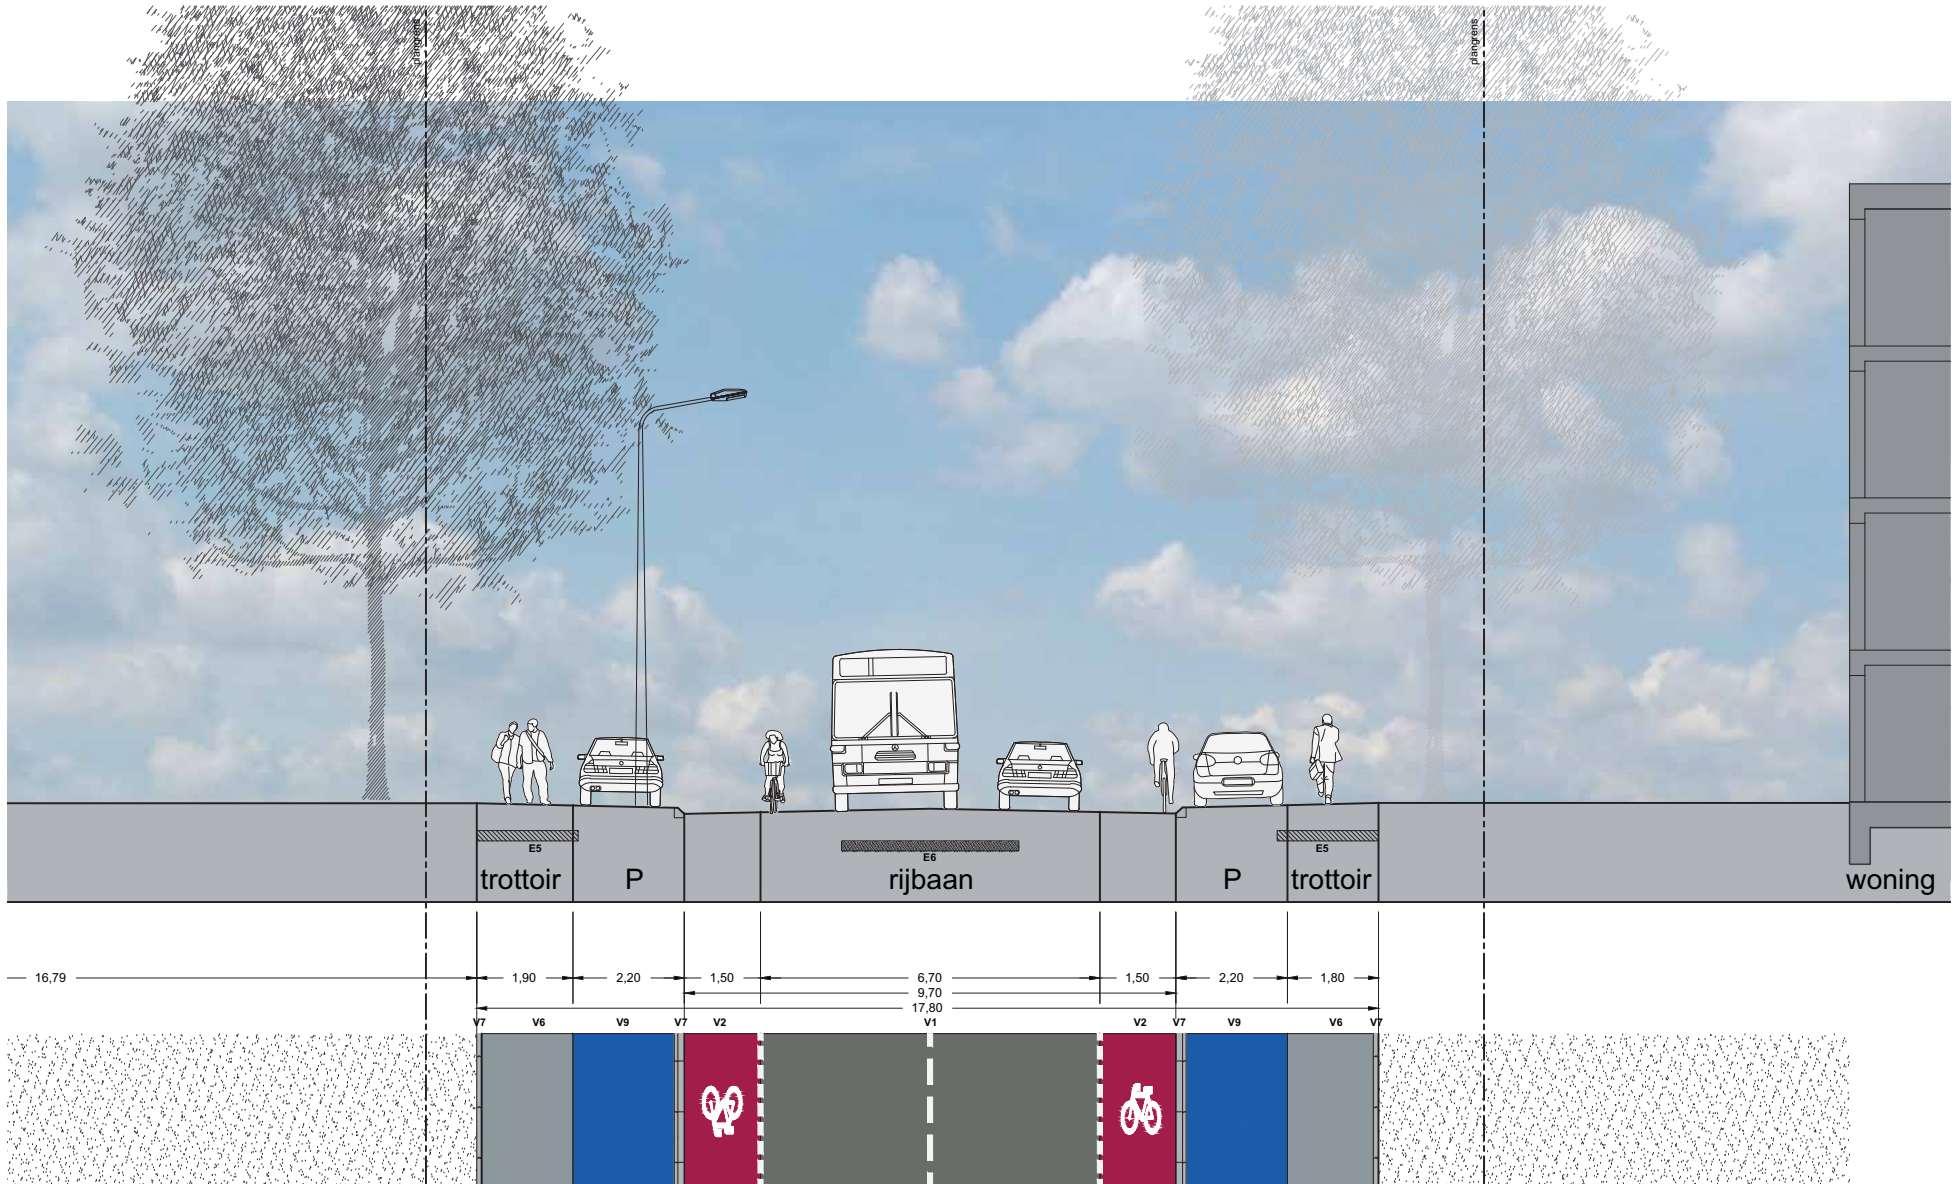 plangrens
plangrens
E5
E6
E5
trottoir P rijbaan P trottoir woning
16,79 1,90 2,20 1,50 6,70 1,50 2,20 1,80
9,70
17,80
V7 V6 V9 V7 V2 V1 V2 V7 V9 V6 V7